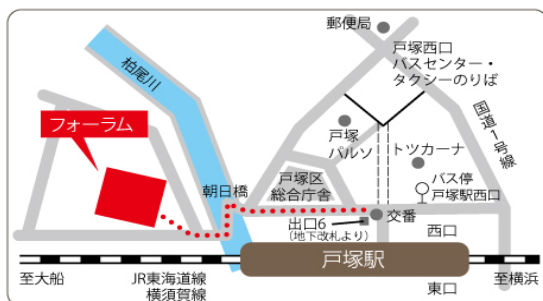 郵便局
戸塚西口
バスセンター・
タクシーのりば
柏尾川
国道1号線
フォーラム
戸塚
パルソ
トツカーナ
戸塚区
総合庁舎
バス停
戸塚駅西口
朝日橋
出口6
(地下改札より)
交番
西口
戸塚駅
至大船
JR東海道線
横須賀線
東口
至横浜